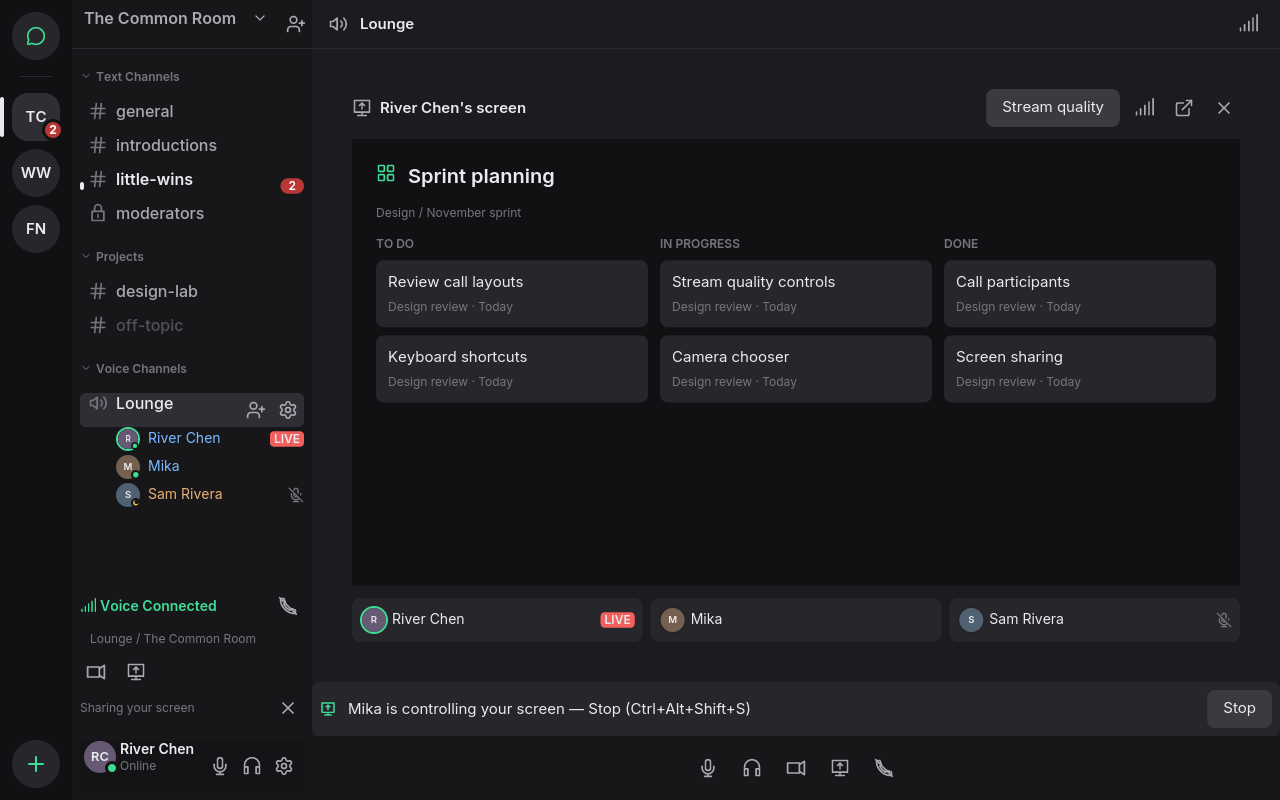 TC
2
WW
FN
The Common Room
Text Channels
general
introductions
little-wins
2
moderators
Projects
design-lab
off-topic
Voice Channels
Lounge
R
River Chen
LIVE
M
Mika
S
Sam Rivera
Voice Connected
Lounge / The Common Room
Sharing your screen
RC
River Chen
Online
Lounge
River Chen's screen
Stream quality
Sprint planning
Design / November sprint
TO DO
Review call layouts
Design review · Today
Keyboard shortcuts
Design review · Today
IN PROGRESS
Stream quality controls
Design review · Today
Camera chooser
Design review · Today
DONE
Call participants
Design review · Today
Screen sharing
Design review · Today
R
River Chen
LIVE
M
Mika
S
Sam Rivera
Mika is controlling your screen — Stop (Ctrl+Alt+Shift+S)
Stop